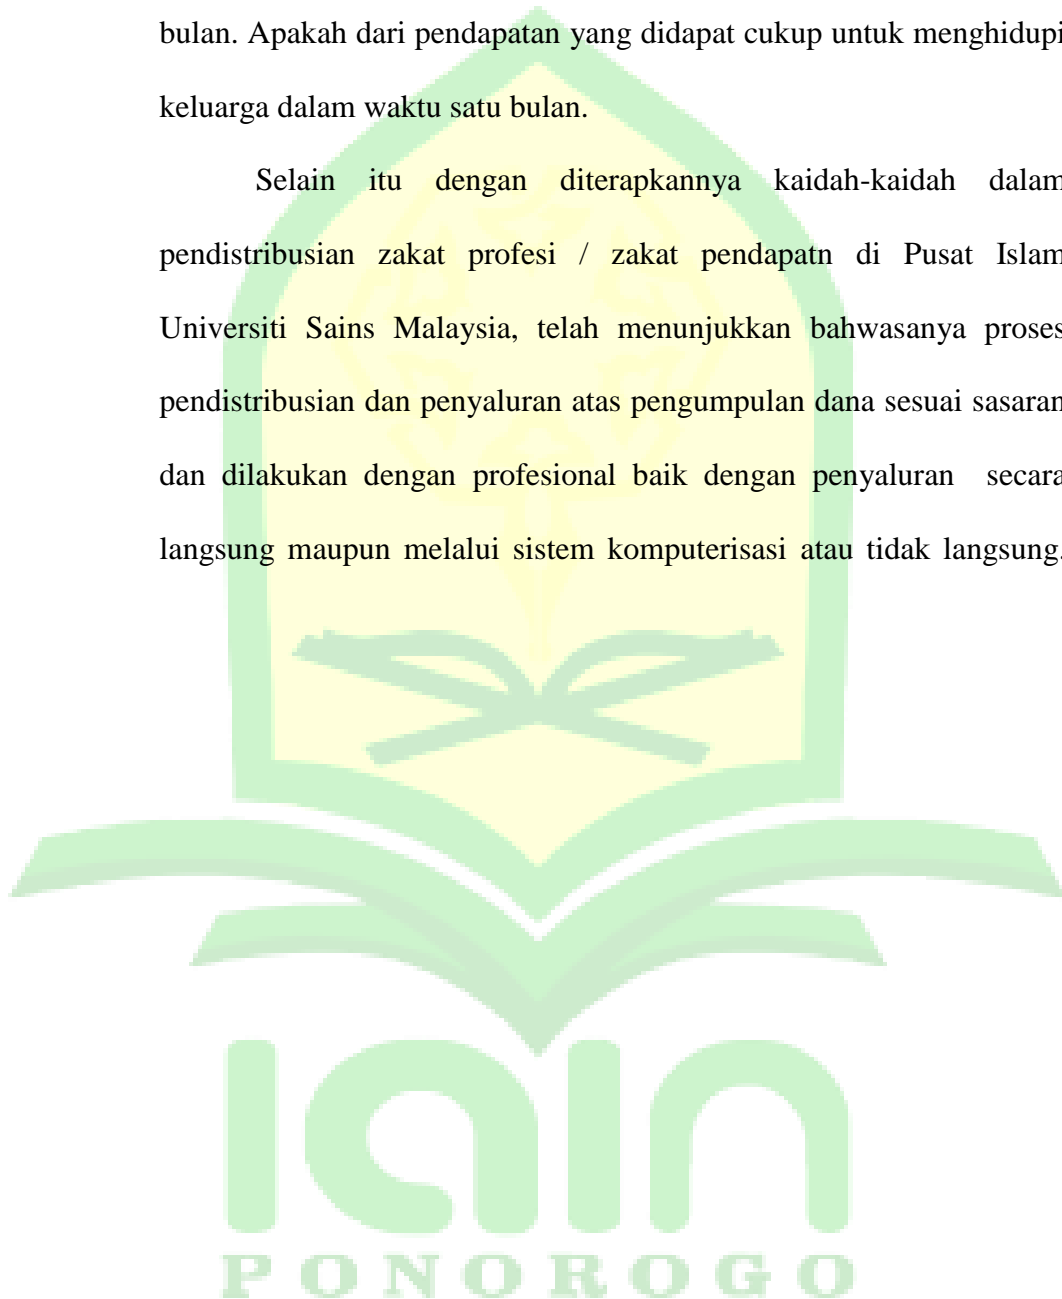 bulan. Apakah dari pendapatan yang didapat cukup untuk menghidupi
keluarga dalam waktu satu bulan.
Selain itu dengan diterapkannya kaidah-kaidah dalam
pendistribusian zakat profesi / zakat pendapatn di Pusat Islam
Universiti Sains Malaysia, telah menunjukkan bahwasanya proses
pendistribusian dan penyaluran atas pengumpulan dana sesuai sasaran
dan dilakukan dengan profesional baik dengan penyaluran secara
langsung maupun melalui sistem komputerisasi atau tidak langsung.
iain
PONOROGO